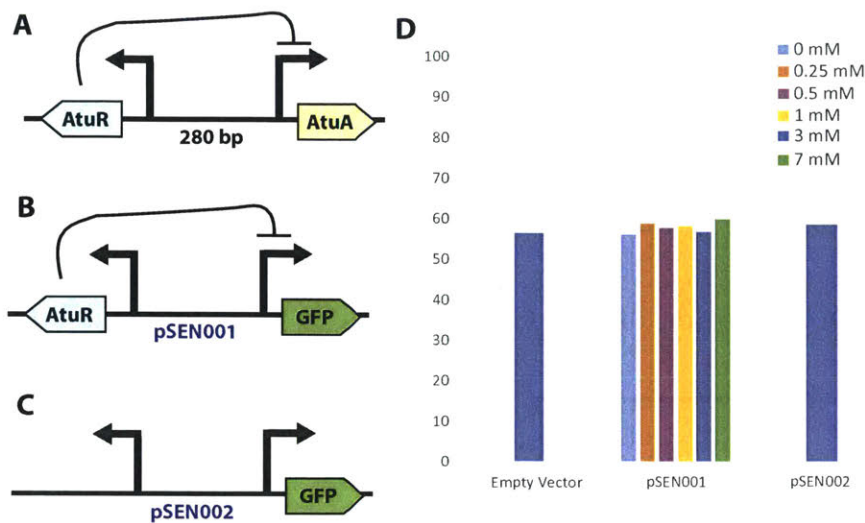 A
AtuR
280 bp
AtuA
B
AtuR
pSEN001
GFP
C
pSEN002
GFP
D
100
90
80
70
60
50
40
30
20
10
0
0 mM
0.25 mM
0.5 mM
1 mM
3 mM
7 mM
Empty Vector
pSEN001
pSEN002